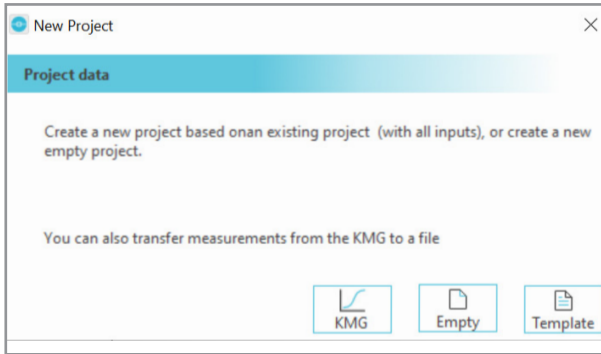 New Project
Project data
Create a new project based onan existing project (with all inputs), or create a new
empty project.
You can also transfer measurements from the KMG to a file
KMG
Empty
Template